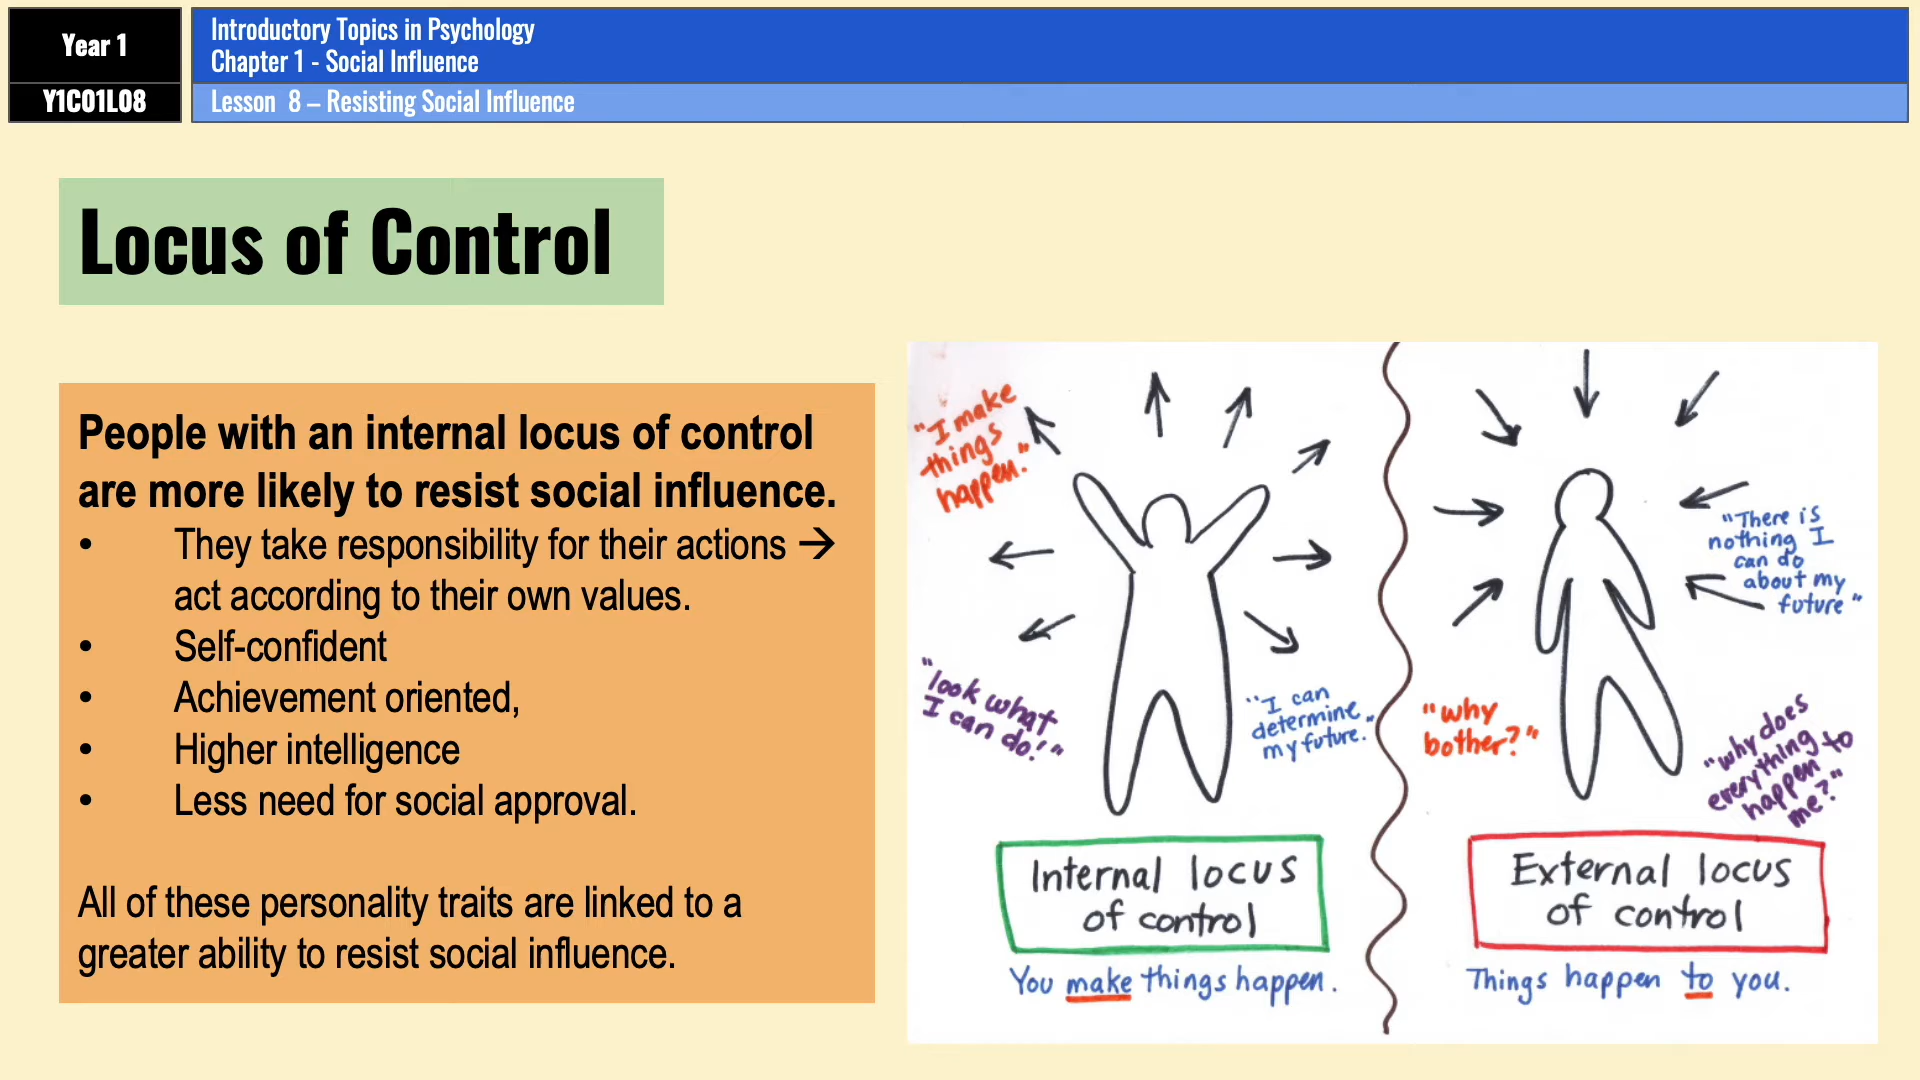 Year 1
Y1C01L08
Introductory Topics in Psychology
Chapter 1 - Social Influence
Lesson  8 – Resisting Social Influence
Locus of Control
People with an internal locus of control
are more likely to resist social influence.
• They take responsibility for their actions →
act according to their own values.
• Self-confident
• Achievement oriented,
• Higher intelligence
• Less need for social approval.
All of these personality traits are linked to a
greater ability to resist social influence.
"I make
things
happen."
"look what
I can do!"
"I can
determine
my future."
Internal locus
of control
You make things happen.
"There is
nothing I
can do
about my
future"
"why
bother?"
"why does
everything
happen to
me?"
External locus
of control
Things happen to you.